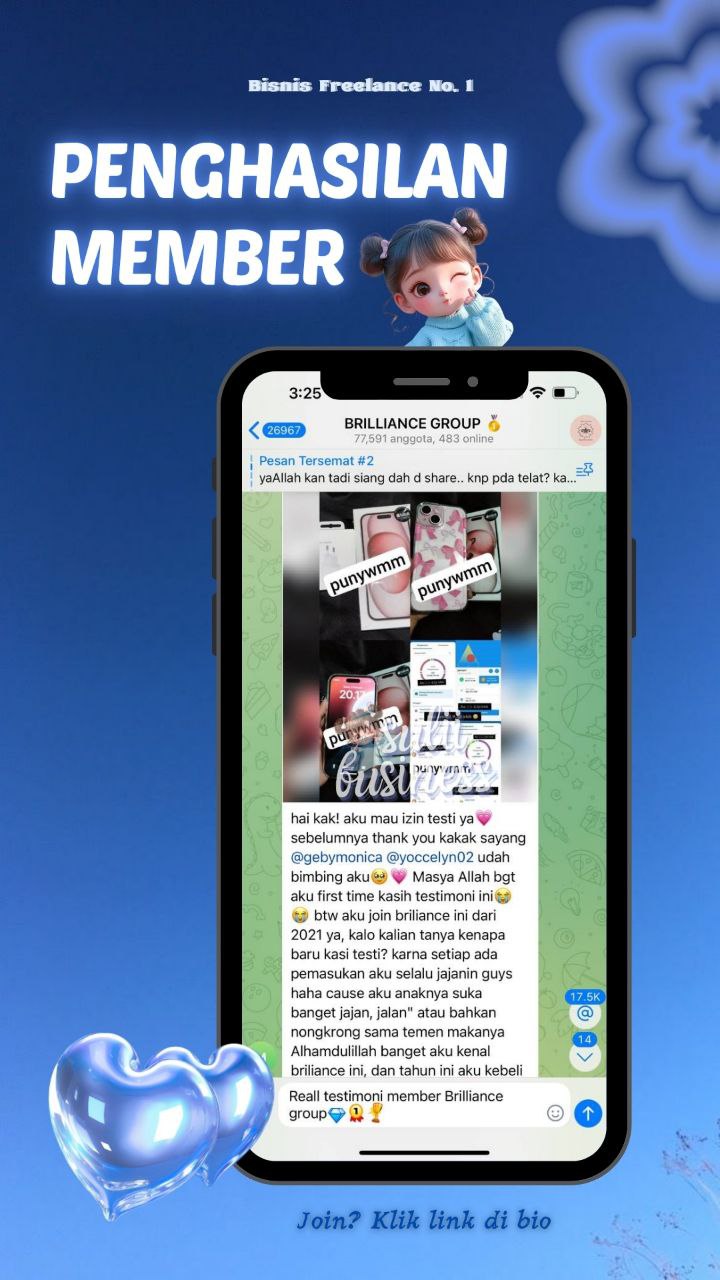 Bisnis Freelance No. 1
PENGHASILAN
MEMBER
3:25
26967
BRILLIANCE GROUP
77,591 anggota, 483 online
Pesan Tersemat #2
yaAllah kan tadi siang dah d share.. knp pda telat? ka...
punywmm
punywmm
20.17
punywmm
punywmm
sulit
business
hai kak! aku mau izin testi ya💗
sebelumnya thank you kakak sayang
@gebymonica @yoccelyn02 udah
bimbing aku🥹💗 Masya Allah bgt
aku first time kasih testimoni ini😭
😭 btw aku join briliance ini dari
2021 ya, kalo kalian tanya kenapa
baru kasi testi? karna setiap ada
pemasukan aku selalu jajanin guys
haha cause aku anaknya suka
banget jajan, jalan" atau bahkan
nongkrong sama temen makanya
Alhamdulillah banget aku kenal
briliance ini, dan tahun ini aku kebeli
17.5K
@
14
Reall testimoni member Brilliance
group💎🏅🏆
Join? Klik link di bio